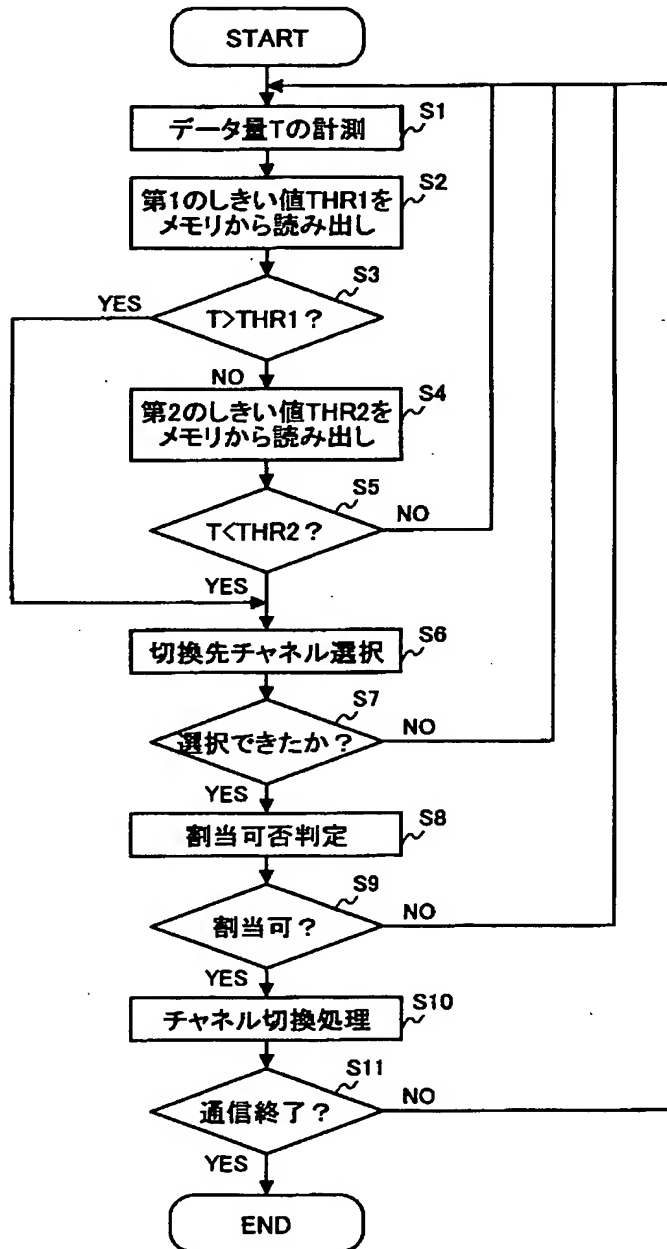 START
データ量Tの計測
S1
第1のしきい値THR1を
メモリから読み出し
S2
T>THR1?
S3
YES
NO
第2のしきい値THR2を
メモリから読み出し
S4
T<THR2?
S5
NO
YES
切換先チャネル選択
S6
選択できたか?
S7
NO
YES
割当可否判定
S8
割当可?
S9
NO
YES
チャネル切換処理
S10
通信終了?
S11
NO
YES
END